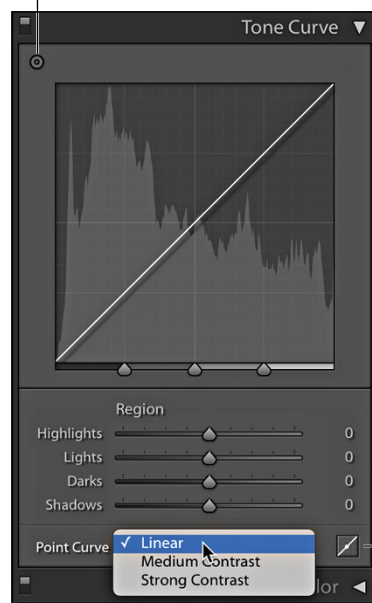 Tone Curve
Region
Highlights 0
Lights 0
Darks 0
Shadows 0
Point Curve ✓ Linear
Medium Contrast
Strong Contrast